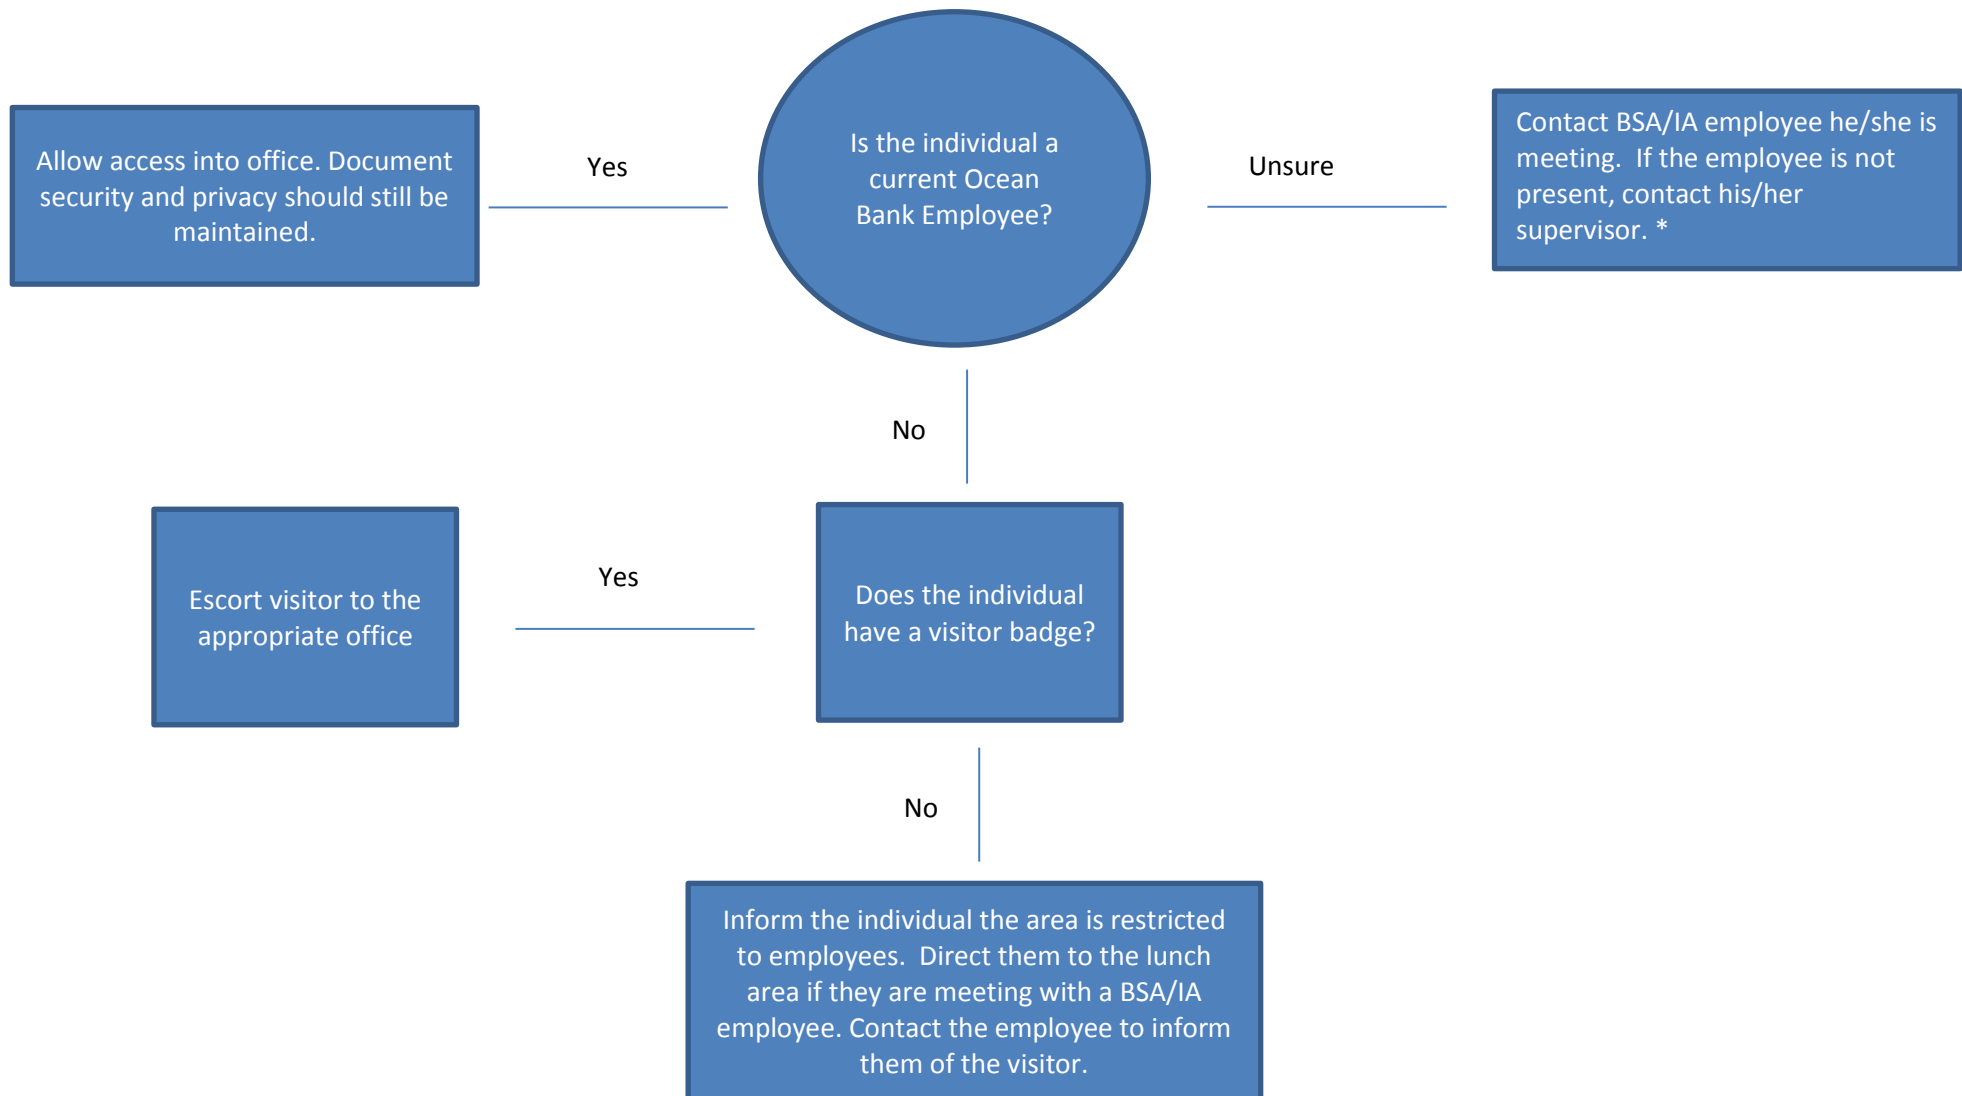 Is the individual a
current Ocean
Bank Employee?
Allow access into office. Document
security and privacy should still be
maintained.
Yes
Unsure
Contact BSA/IA employee he/she is
meeting.  If the employee is not
present, contact his/her
supervisor. *
No
Does the individual
have a visitor badge?
Yes
Escort visitor to the
appropriate office
No
Inform the individual the area is restricted
to employees.  Direct them to the lunch
area if they are meeting with a BSA/IA
employee. Contact the employee to inform
them of the visitor.